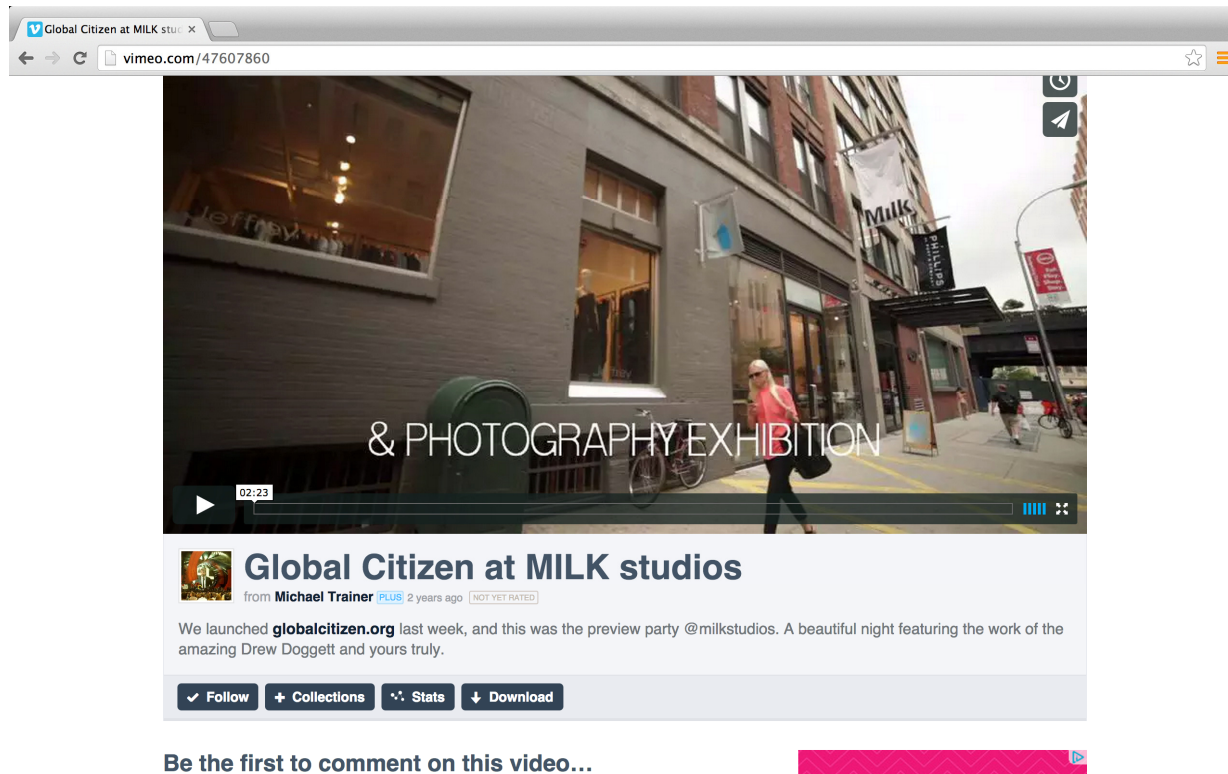 Global Citizen at MILK stud
vimeo.com/47607860
Jeffrey
Milk
PHILLIPS
Jeffrey
& PHOTOGRAPHY EXHIBITION
02:23
Global Citizen at MILK studios
from Michael Trainer PLUS 2 years ago NOT YET RATED
We launched globalcitizen.org last week, and this was the preview party @milkstudios. A beautiful night featuring the work of the
amazing Drew Doggett and yours truly.
Follow Collections Stats Download
Be the first to comment on this video...